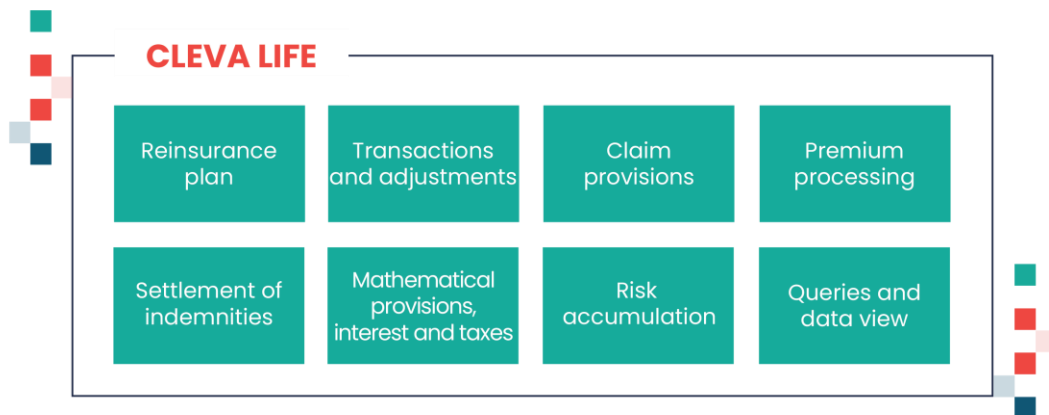 CLEVA LIFE
Reinsurance
plan
Transactions
and adjustments
Claim
provisions
Premium
processing
Settlement of
indemnities
Mathematical
provisions,
interest and taxes
Risk
accumulation
Queries and
data view